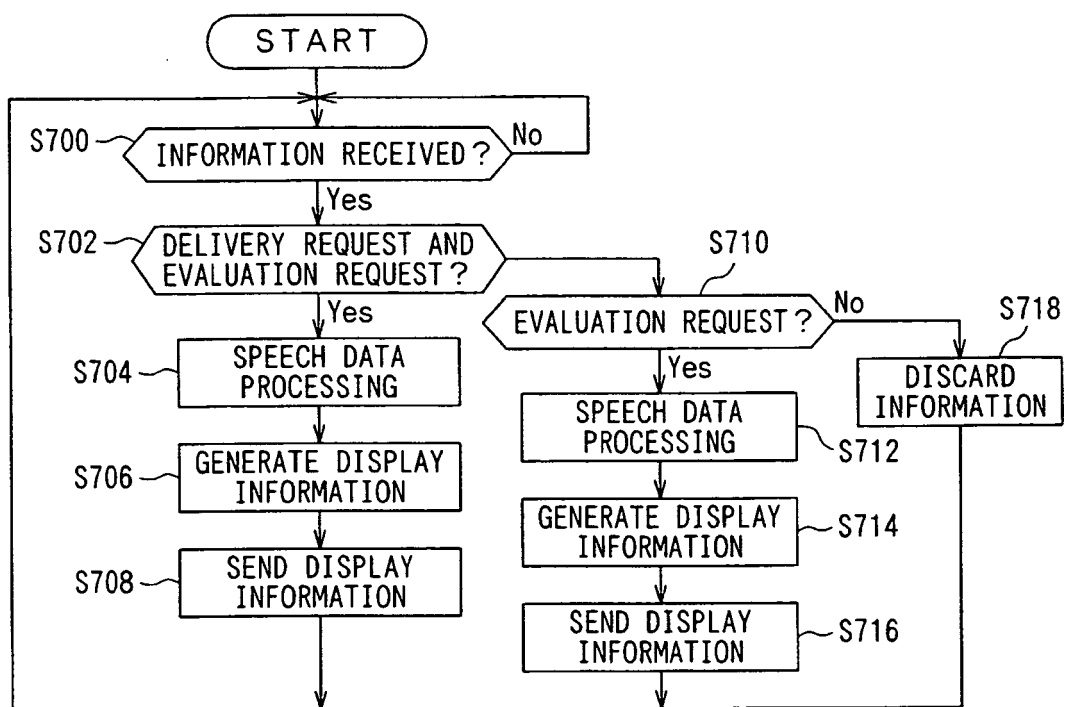 START
S700
INFORMATION RECEIVED?
No
Yes
S702
DELIVERY REQUEST AND
EVALUATION REQUEST?
Yes
S710
EVALUATION REQUEST?
No
Yes
S718
DISCARD
INFORMATION
S704
SPEECH DATA
PROCESSING
S706
GENERATE DISPLAY
INFORMATION
S708
SEND DISPLAY
INFORMATION
SPEECH DATA
PROCESSING
S712
GENERATE DISPLAY
INFORMATION
S714
SEND DISPLAY
INFORMATION
S716